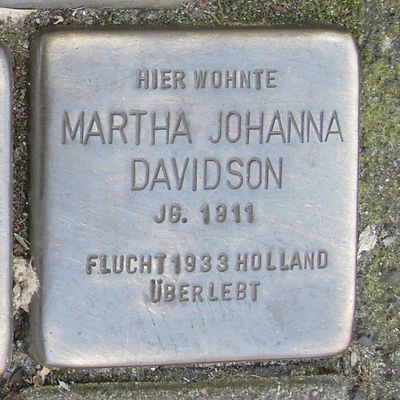 HIER WOHNTE
MARTHA JOHANNA
DAVIDSON
JG. 1911
FLUCHT 1933 HOLLAND
ÜBERLEBT